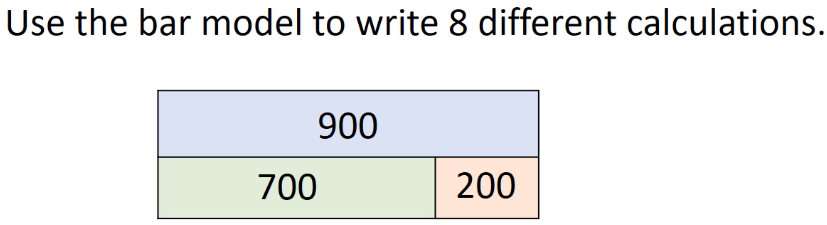 Use the bar model to write 8 different calculations.
900
700 200